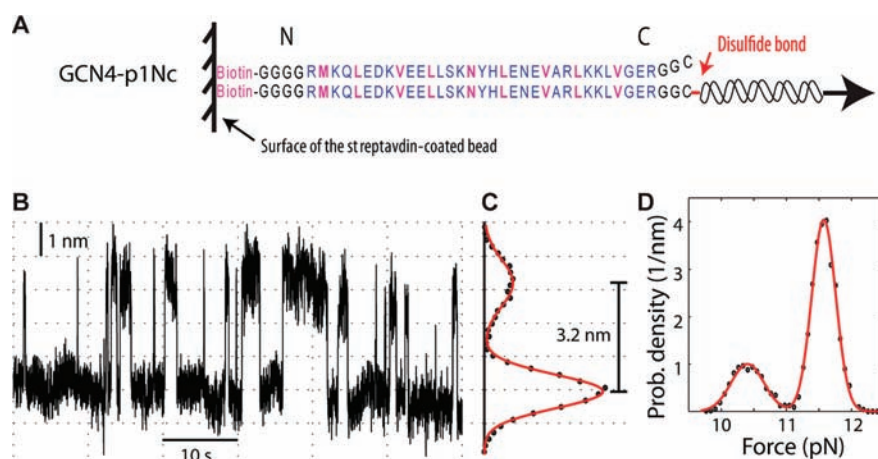 A
GCN4-p1Nc
N
C
Disulfide bond
Biotin-GGGGRMKQLEDKVEELLSKNYHLENEVARLKKLVGERGGC
Biotin-GGGGRMKQLEDKVEELLSKNYHLENEVARLKKLVGERGGC
Surface of the streptavdin-coated bead
B
1 nm
10 s
C
3.2 nm
D
Prob. density (1/nm)
4
3
2
1
10 11 12
Force (pN)